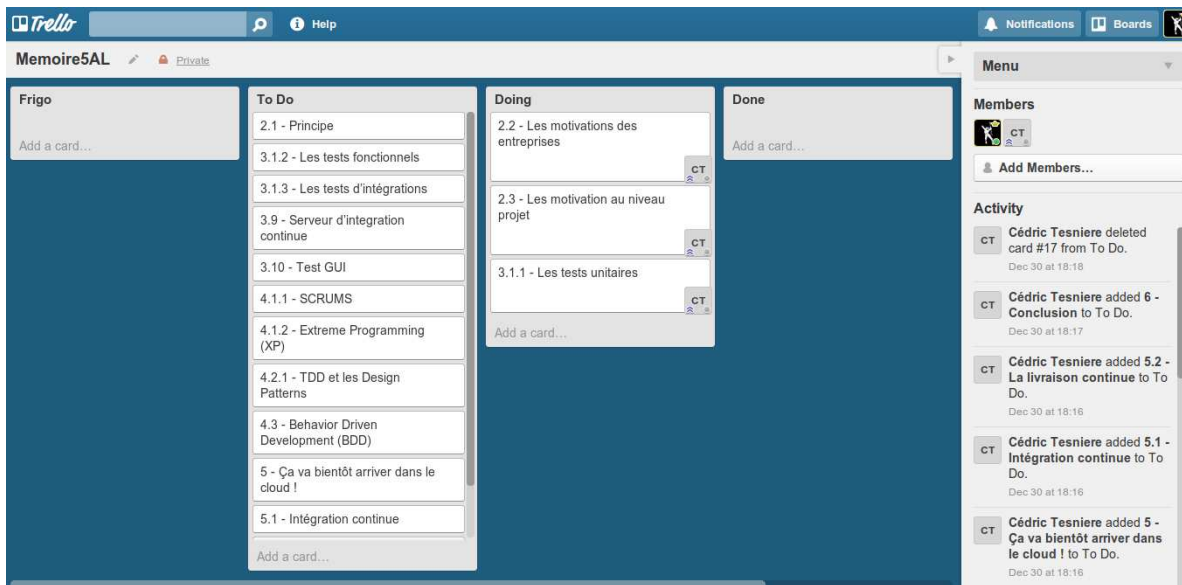 Trello
Help
Notifications
Boards
Memoire5AL
Private
Frigo
Add a card...
To Do
2.1 - Principe
3.1.2 - Les tests fonctionnels
3.1.3 - Les tests d'intégrations
3.9 - Serveur d'integration
continue
3.10 - Test GUI
4.1.1 - SCRUMS
4.1.2 - Extreme Programming
(XP)
4.2.1 - TDD et les Design
Patterns
4.3 - Behavior Driven
Development (BDD)
5 - Ça va bientôt arriver dans le
cloud !
5.1 - Intégration continue
Add a card...
Doing
2.2 - Les motivations des
entreprises
CT
2.3 - Les motivation au niveau
projet
CT
3.1.1 - Les tests unitaires
CT
Add a card...
Done
Add a card...
Menu
Members
CT
Add Members...
Activity
CT
Cédric Tesniere deleted
card #17 from To Do.
Dec 30 at 18:18
CT
Cédric Tesniere added 6 -
Conclusion to To Do.
Dec 30 at 18:17
CT
Cédric Tesniere added 5.2 -
La livraison continue to To
Do.
Dec 30 at 18:16
CT
Cédric Tesniere added 5.1 -
Intégration continue to To
Do.
Dec 30 at 18:16
CT
Cédric Tesniere added 5 -
Ça va bientôt arriver dans
le cloud ! to To Do.
Dec 30 at 18:16